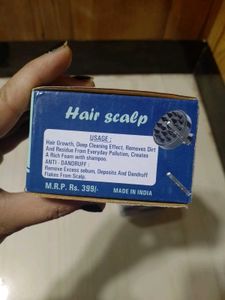 Hair scalp
USAGE :
Hair Growth, Deep Cleaning Effect, Removes Dirt
And Residue From Everyday Pollution, Creates
A Rich Foam with shampoo.
ANTI - DANDRUFF :
Remove Excess sebum, Deposits And Dandruff
Flakes From Scalp.
M.R.P. Rs. 399/-
MADE IN INDIA